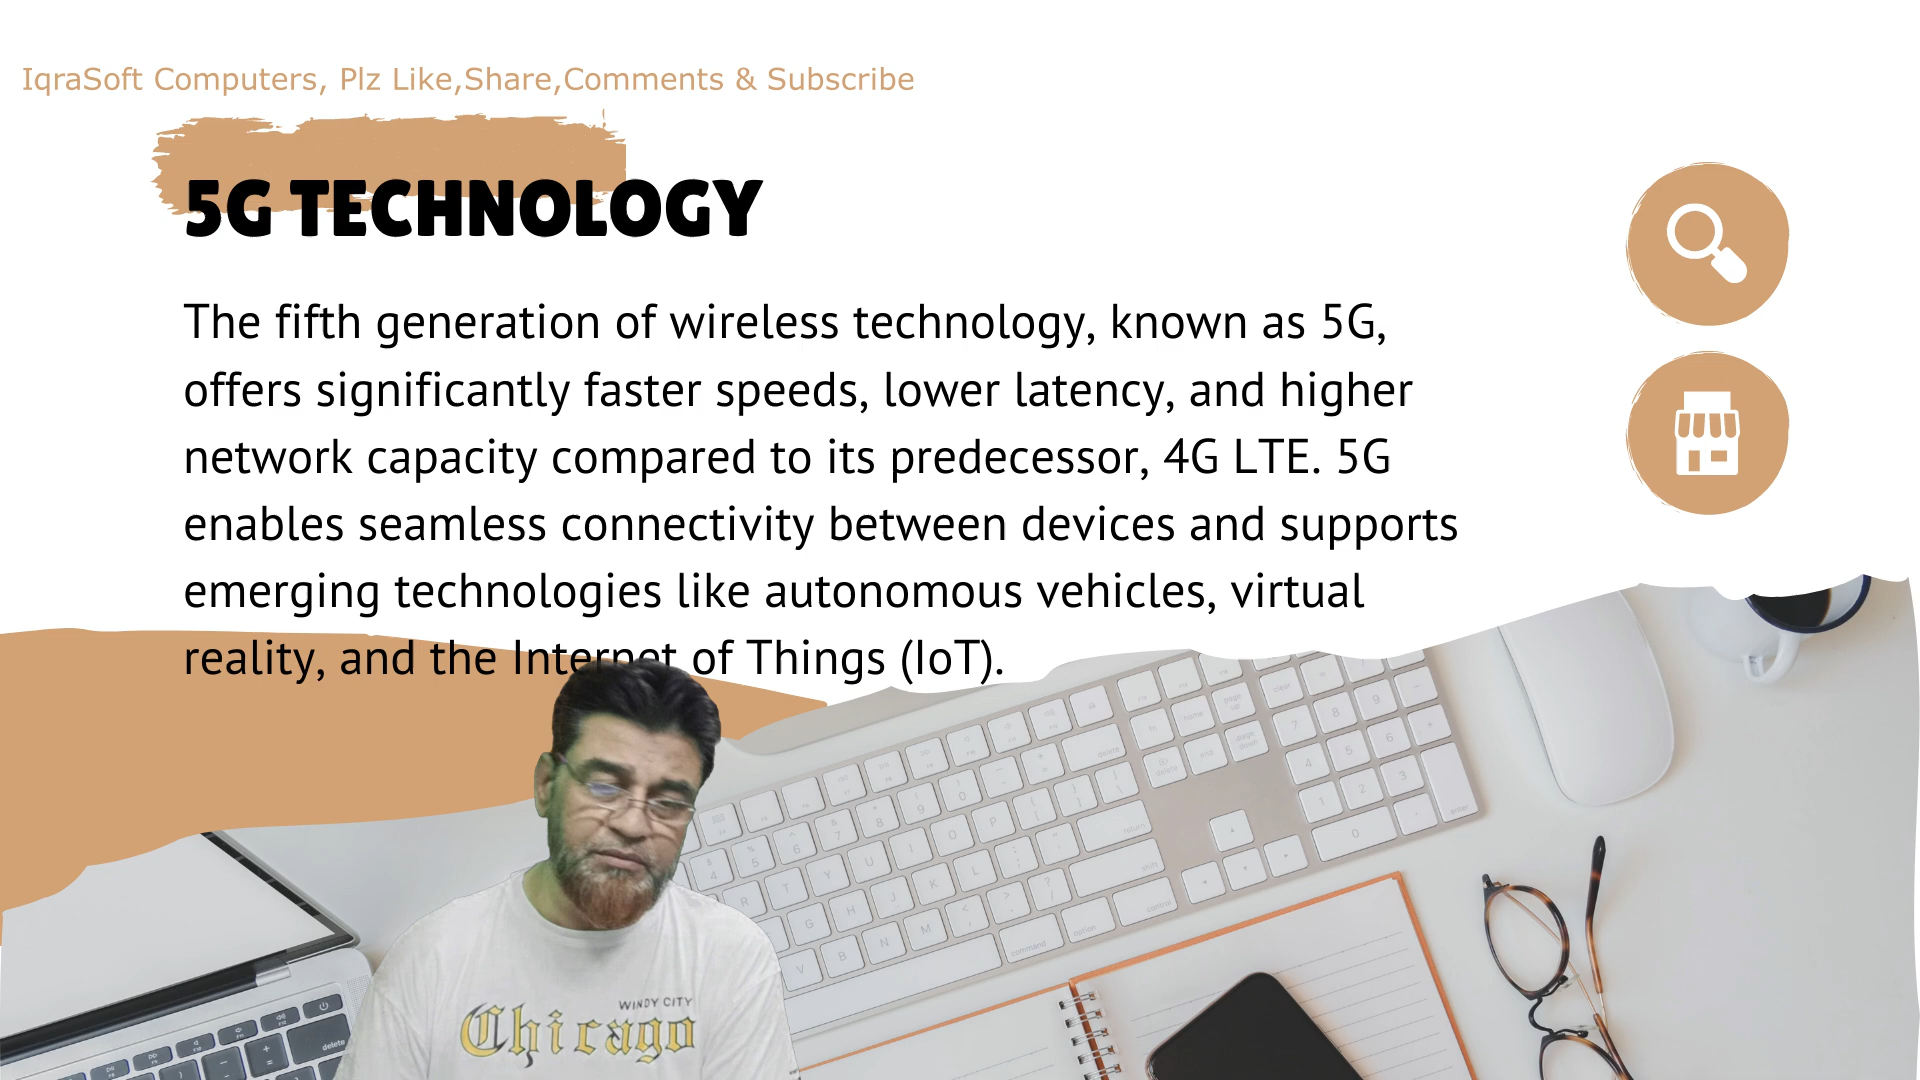 IqraSoft Computers, Plz Like,Share,Comments & Subscribe
5G TECHNOLOGY
The fifth generation of wireless technology, known as 5G,
offers significantly faster speeds, lower latency, and higher
network capacity compared to its predecessor, 4G LTE. 5G
enables seamless connectivity between devices and supports
emerging technologies like autonomous vehicles, virtual
reality, and the Internet of Things (IoT).
WINDY CITY
Chicago